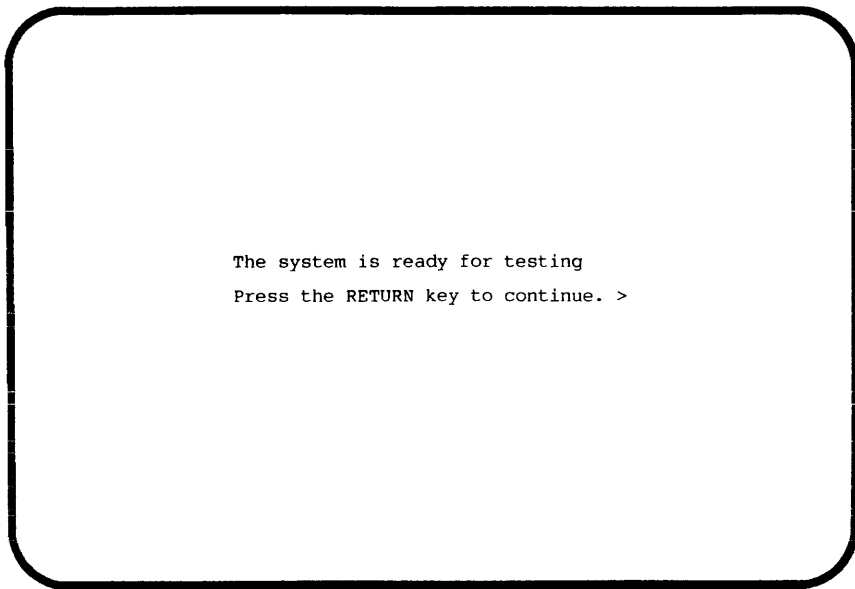 The system is ready for testing
Press the RETURN key to continue. >